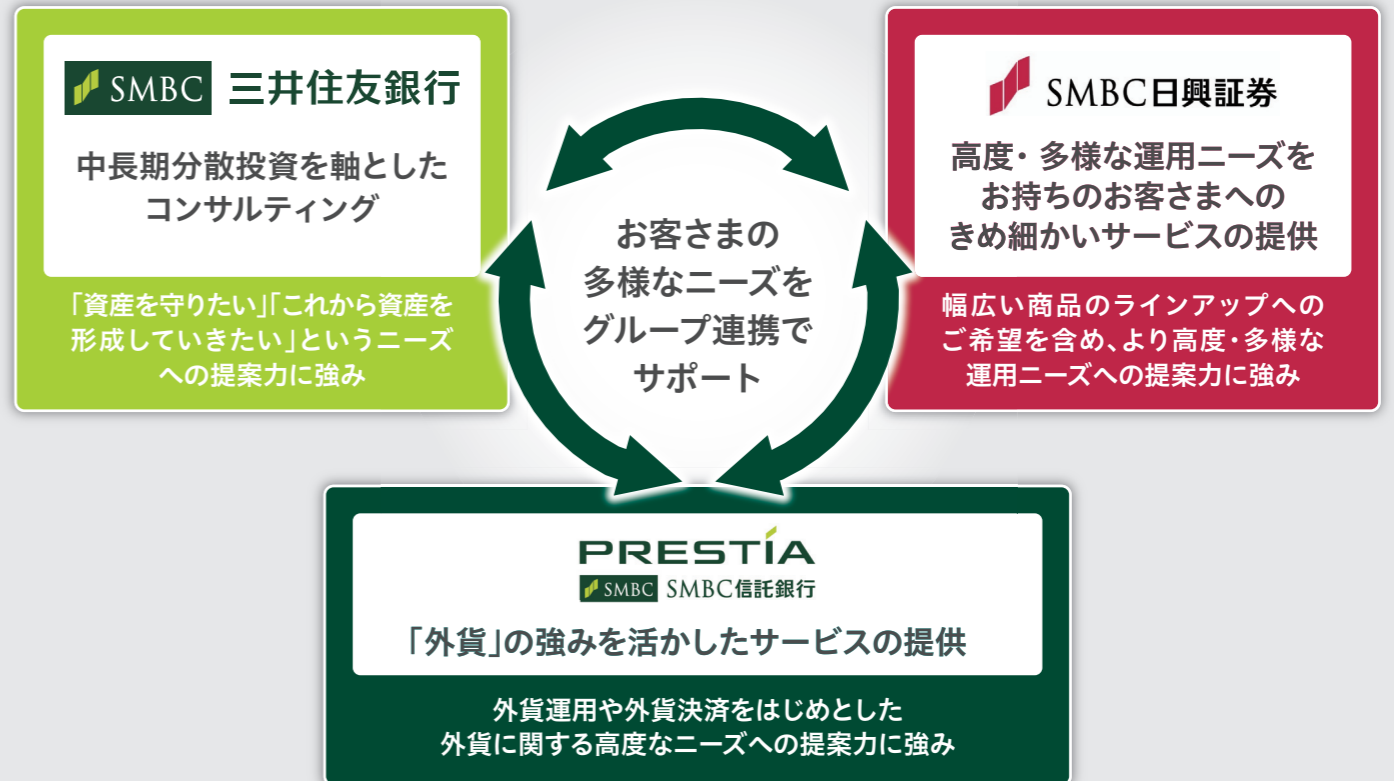 SMBC 三井住友銀行
中長期分散投資を軸とした
コンサルティング
「資産を守りたい」「これから資産を
形成していきたい」というニーズ
への提案力に強み
SMBC日興証券
高度・多様な運用ニーズを
お持ちのお客さまへの
きめ細かいサービスの提供
幅広い商品のラインアップへの
ご希望を含め、より高度・多様な
運用ニーズへの提案力に強み
お客さまの
多様なニーズを
グループ連携で
サポート
PRESTÍA
SMBC SMBC信託銀行
「外貨」の強みを活かしたサービスの提供
外貨運用や外貨決済をはじめとした
外貨に関する高度なニーズへの提案力に強み